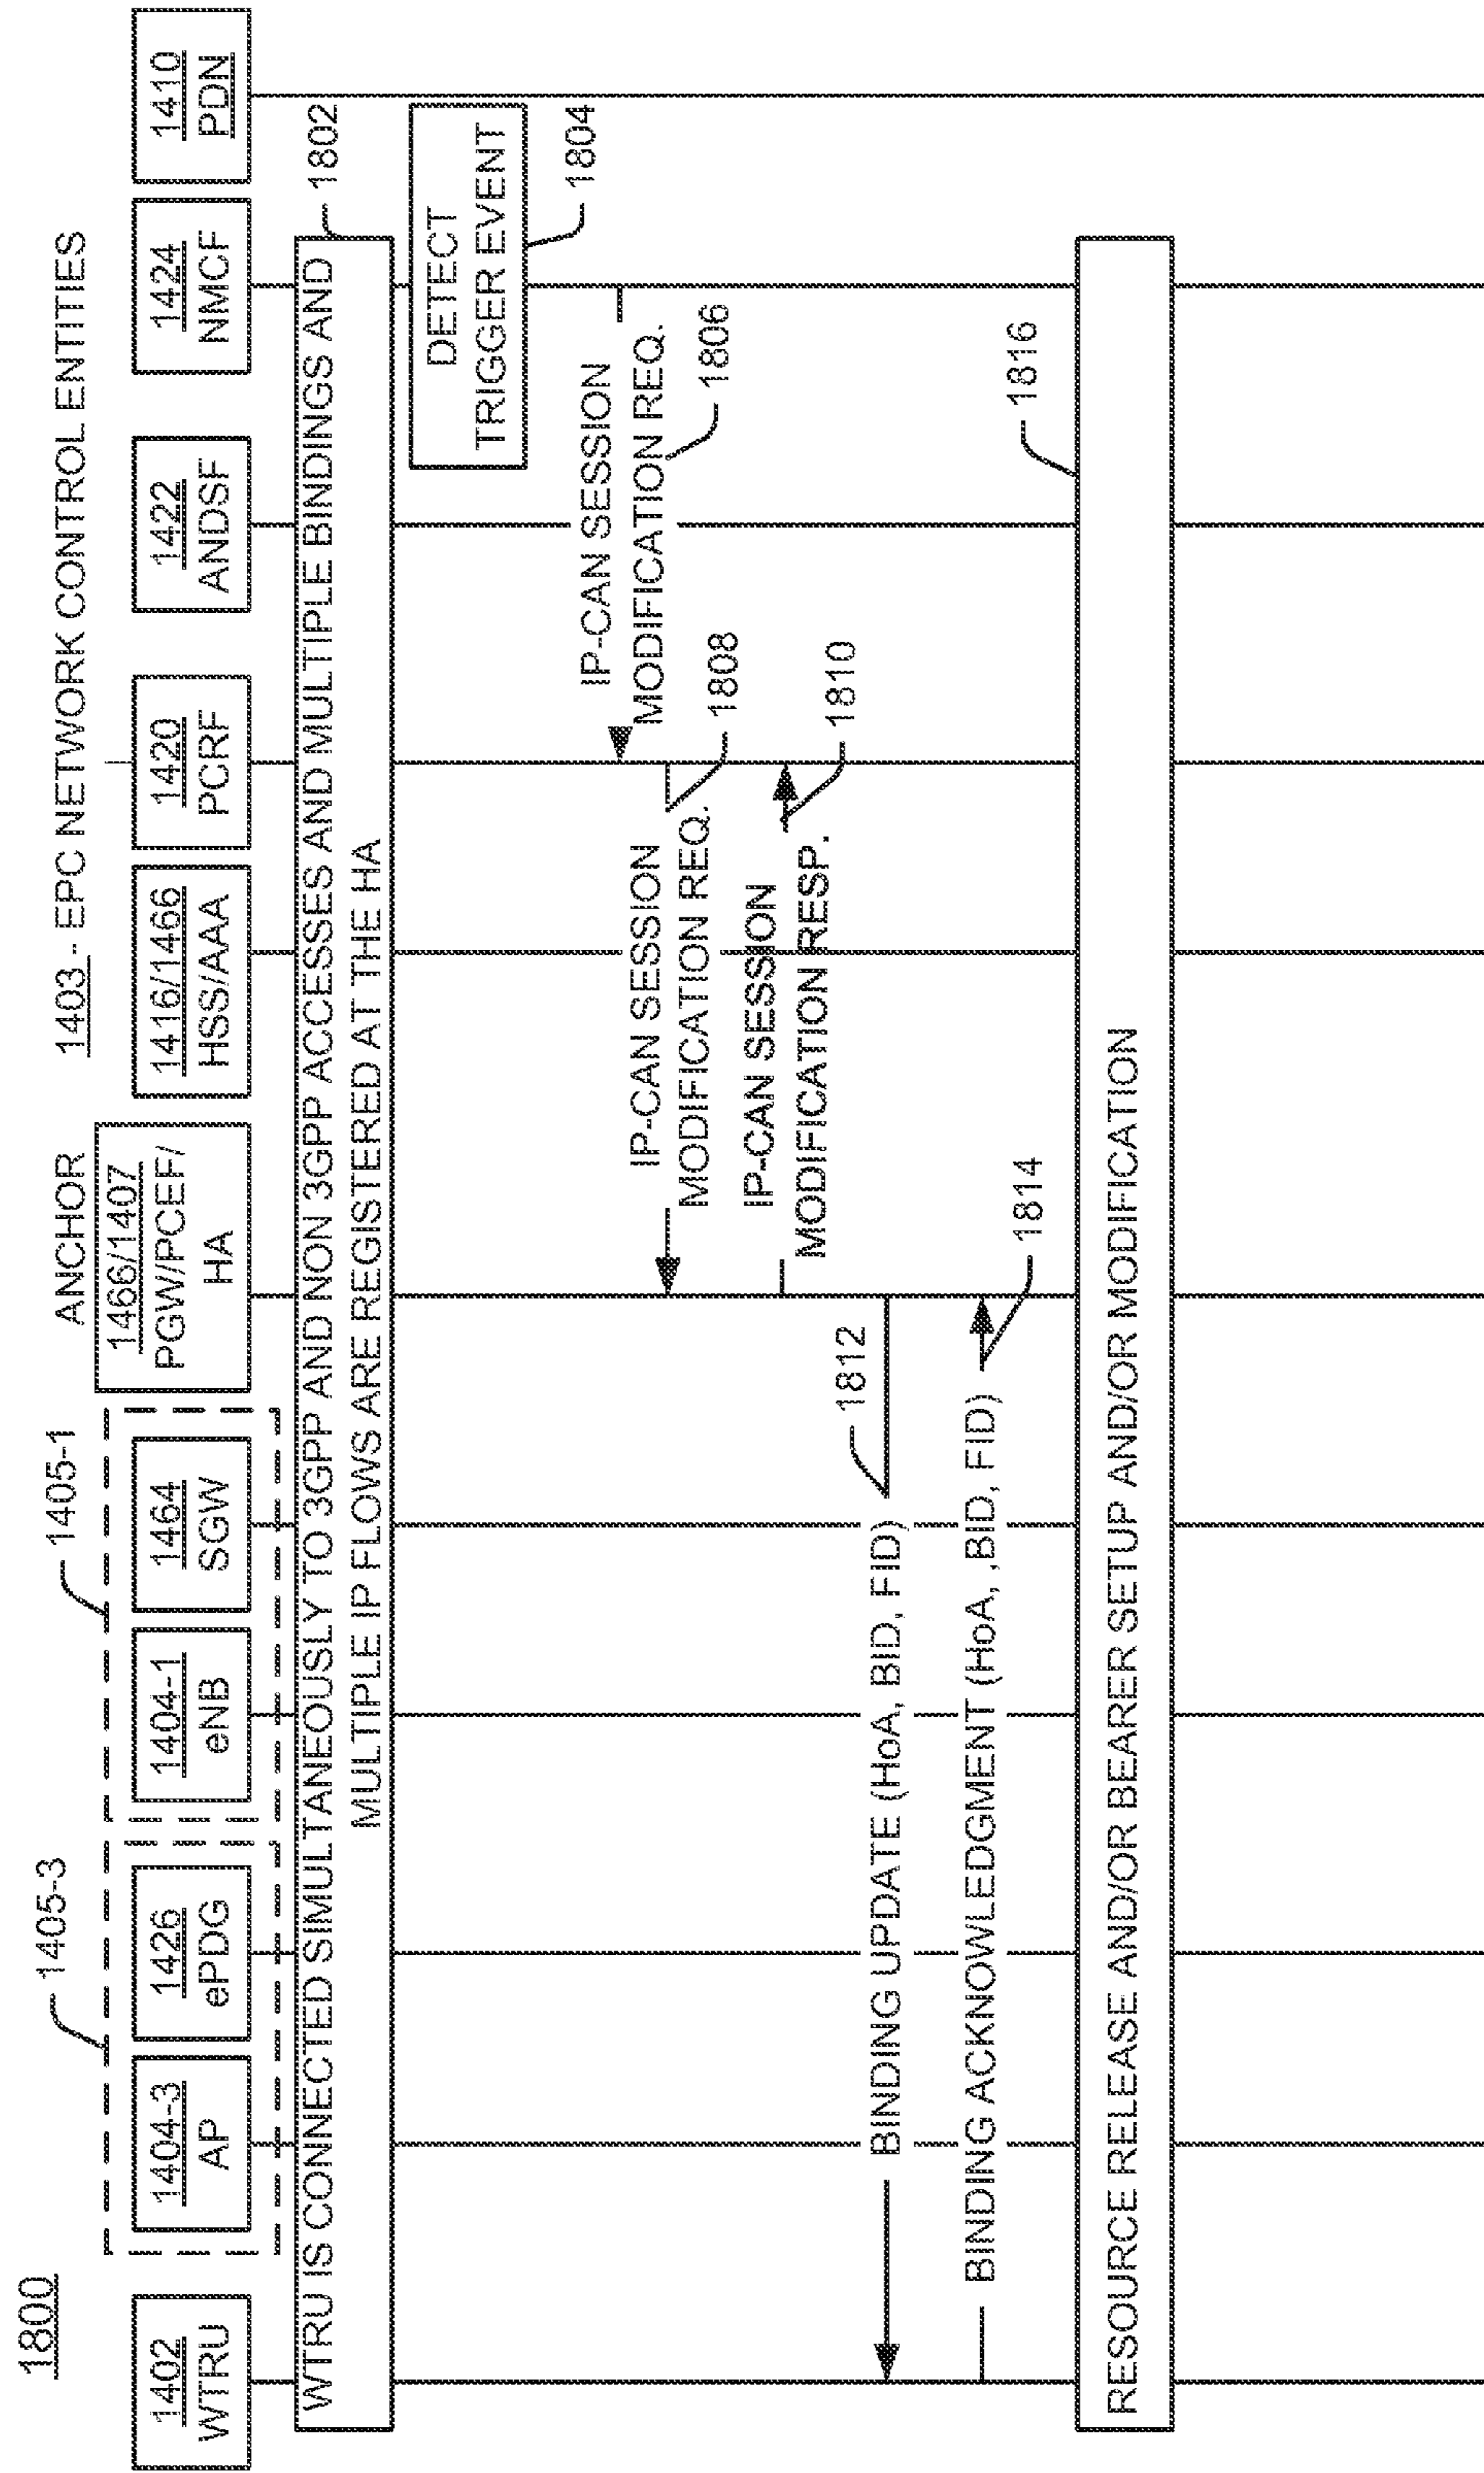 1800
1405-3
1405-1
ANCHOR
1403 - EPC NETWORK CONTROL ENTITIES
1402
WTRU
1404-3
AP
1426
ePDG
1404-1
eNB
1464
SGW
1466/1407
PGW/PCEF/
HA
1416/1466
HSS/AAA
1420
PCRF
1422
ANDSF
1424
NMCF
1410
PDN
WTRU IS CONNECTED SIMULTANEOUSLY TO 3GPP AND NON 3GPP ACCESSES AND MULTIPLE BINDINGS AND
MULTIPLE IP FLOWS ARE REGISTERED AT THE HA
1802
DETECT
TRIGGER EVENT
1804
IP-CAN SESSION
MODIFICATION REQ.
1806
IP-CAN SESSION
MODIFICATION REQ.
1808
IP-CAN SESSION
MODIFICATION RESP.
1810
1812
BINDING UPDATE (HoA, BID, FID)
BINDING ACKNOWLEDGMENT (HoA, ,BID, FID)
1814
1816
RESOURCE RELEASE AND/OR BEARER SETUP AND/OR MODIFICATION